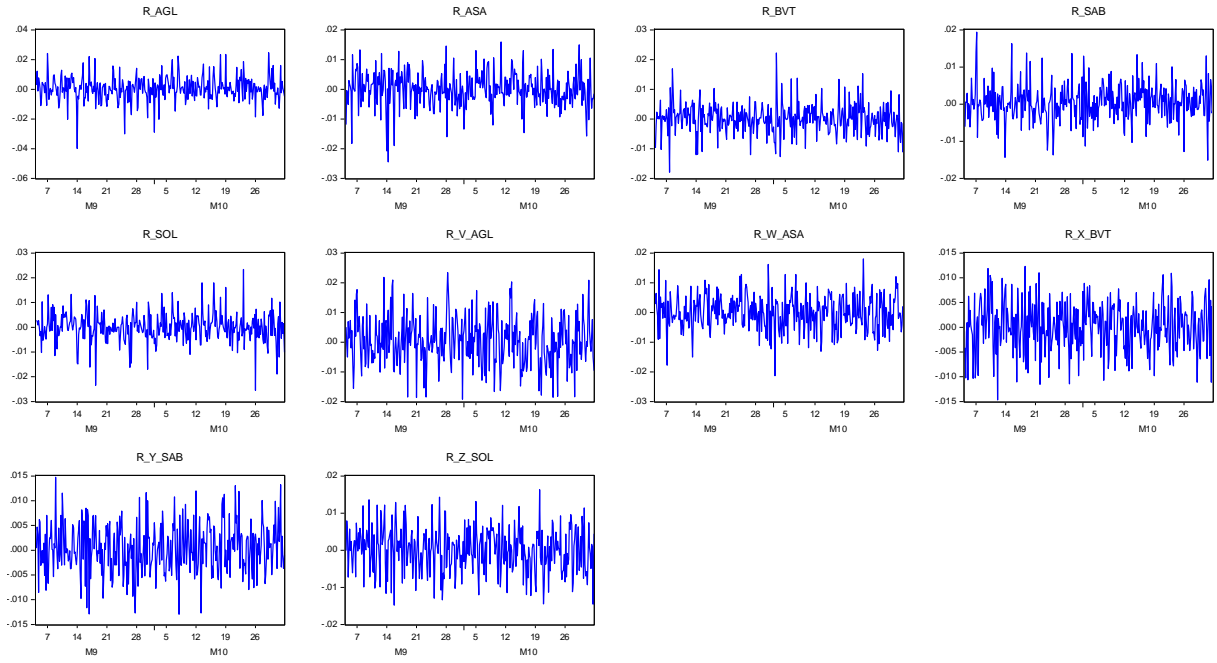 R_AGL
.04
.02
.00
-.02
-.04
-.06
7 14 21 28 5 12 19 26
M9 M10
R_ASA
.02
.01
.00
-.01
-.02
-.03
7 14 21 28 5 12 19 26
M9 M10
R_BVT
.03
.02
.01
.00
-.01
-.02
7 14 21 28 5 12 19 26
M9 M10
R_SAB
.02
.01
.00
-.01
-.02
7 14 21 28 5 12 19 26
M9 M10
R_SOL
.03
.02
.01
.00
-.01
-.02
-.03
7 14 21 28 5 12 19 26
M9 M10
R_V_AGL
.03
.02
.01
.00
-.01
-.02
7 14 21 28 5 12 19 26
M9 M10
R_W_ASA
.02
.01
.00
-.01
-.02
-.03
7 14 21 28 5 12 19 26
M9 M10
R_X_BVT
.015
.010
.005
.000
-.005
-.010
-.015
7 14 21 28 5 12 19 26
M9 M10
R_Y_SAB
.015
.010
.005
.000
-.005
-.010
-.015
7 14 21 28 5 12 19 26
M9 M10
R_Z_SOL
.02
.01
.00
-.01
-.02
7 14 21 28 5 12 19 26
M9 M10